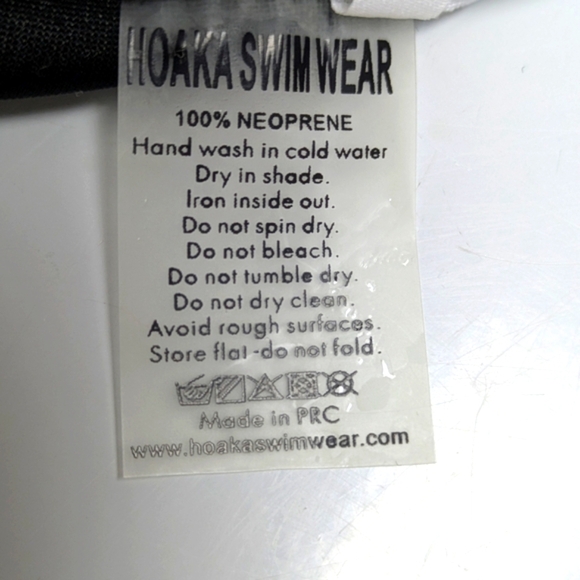 HOAKA SWIM WEAR
100% NEOPRENE
Hand wash in cold water
Dry in shade.
Iron inside out.
Do not spin dry.
Do not bleach.
Do not tumble dry.
Do not dry clean.
Avoid rough surfaces.
Store flat-do not fold.
Made in PRC
www.hoakaswimwear.com